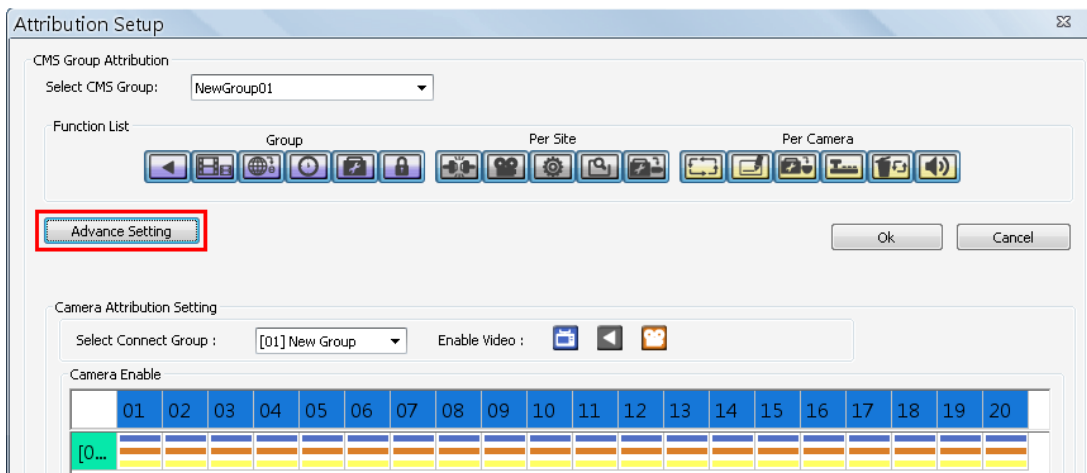 Attribution Setup
CMS Group Attribution
Select CMS Group: NewGroup01
Function List
Group Per Site Per Camera
Advance Setting
Ok Cancel
Camera Attribution Setting
Select Connect Group : [01] New Group Enable Video :
Camera Enable
01 02 03 04 05 06 07 08 09 10 11 12 13 14 15 16 17 18 19 20
[0...